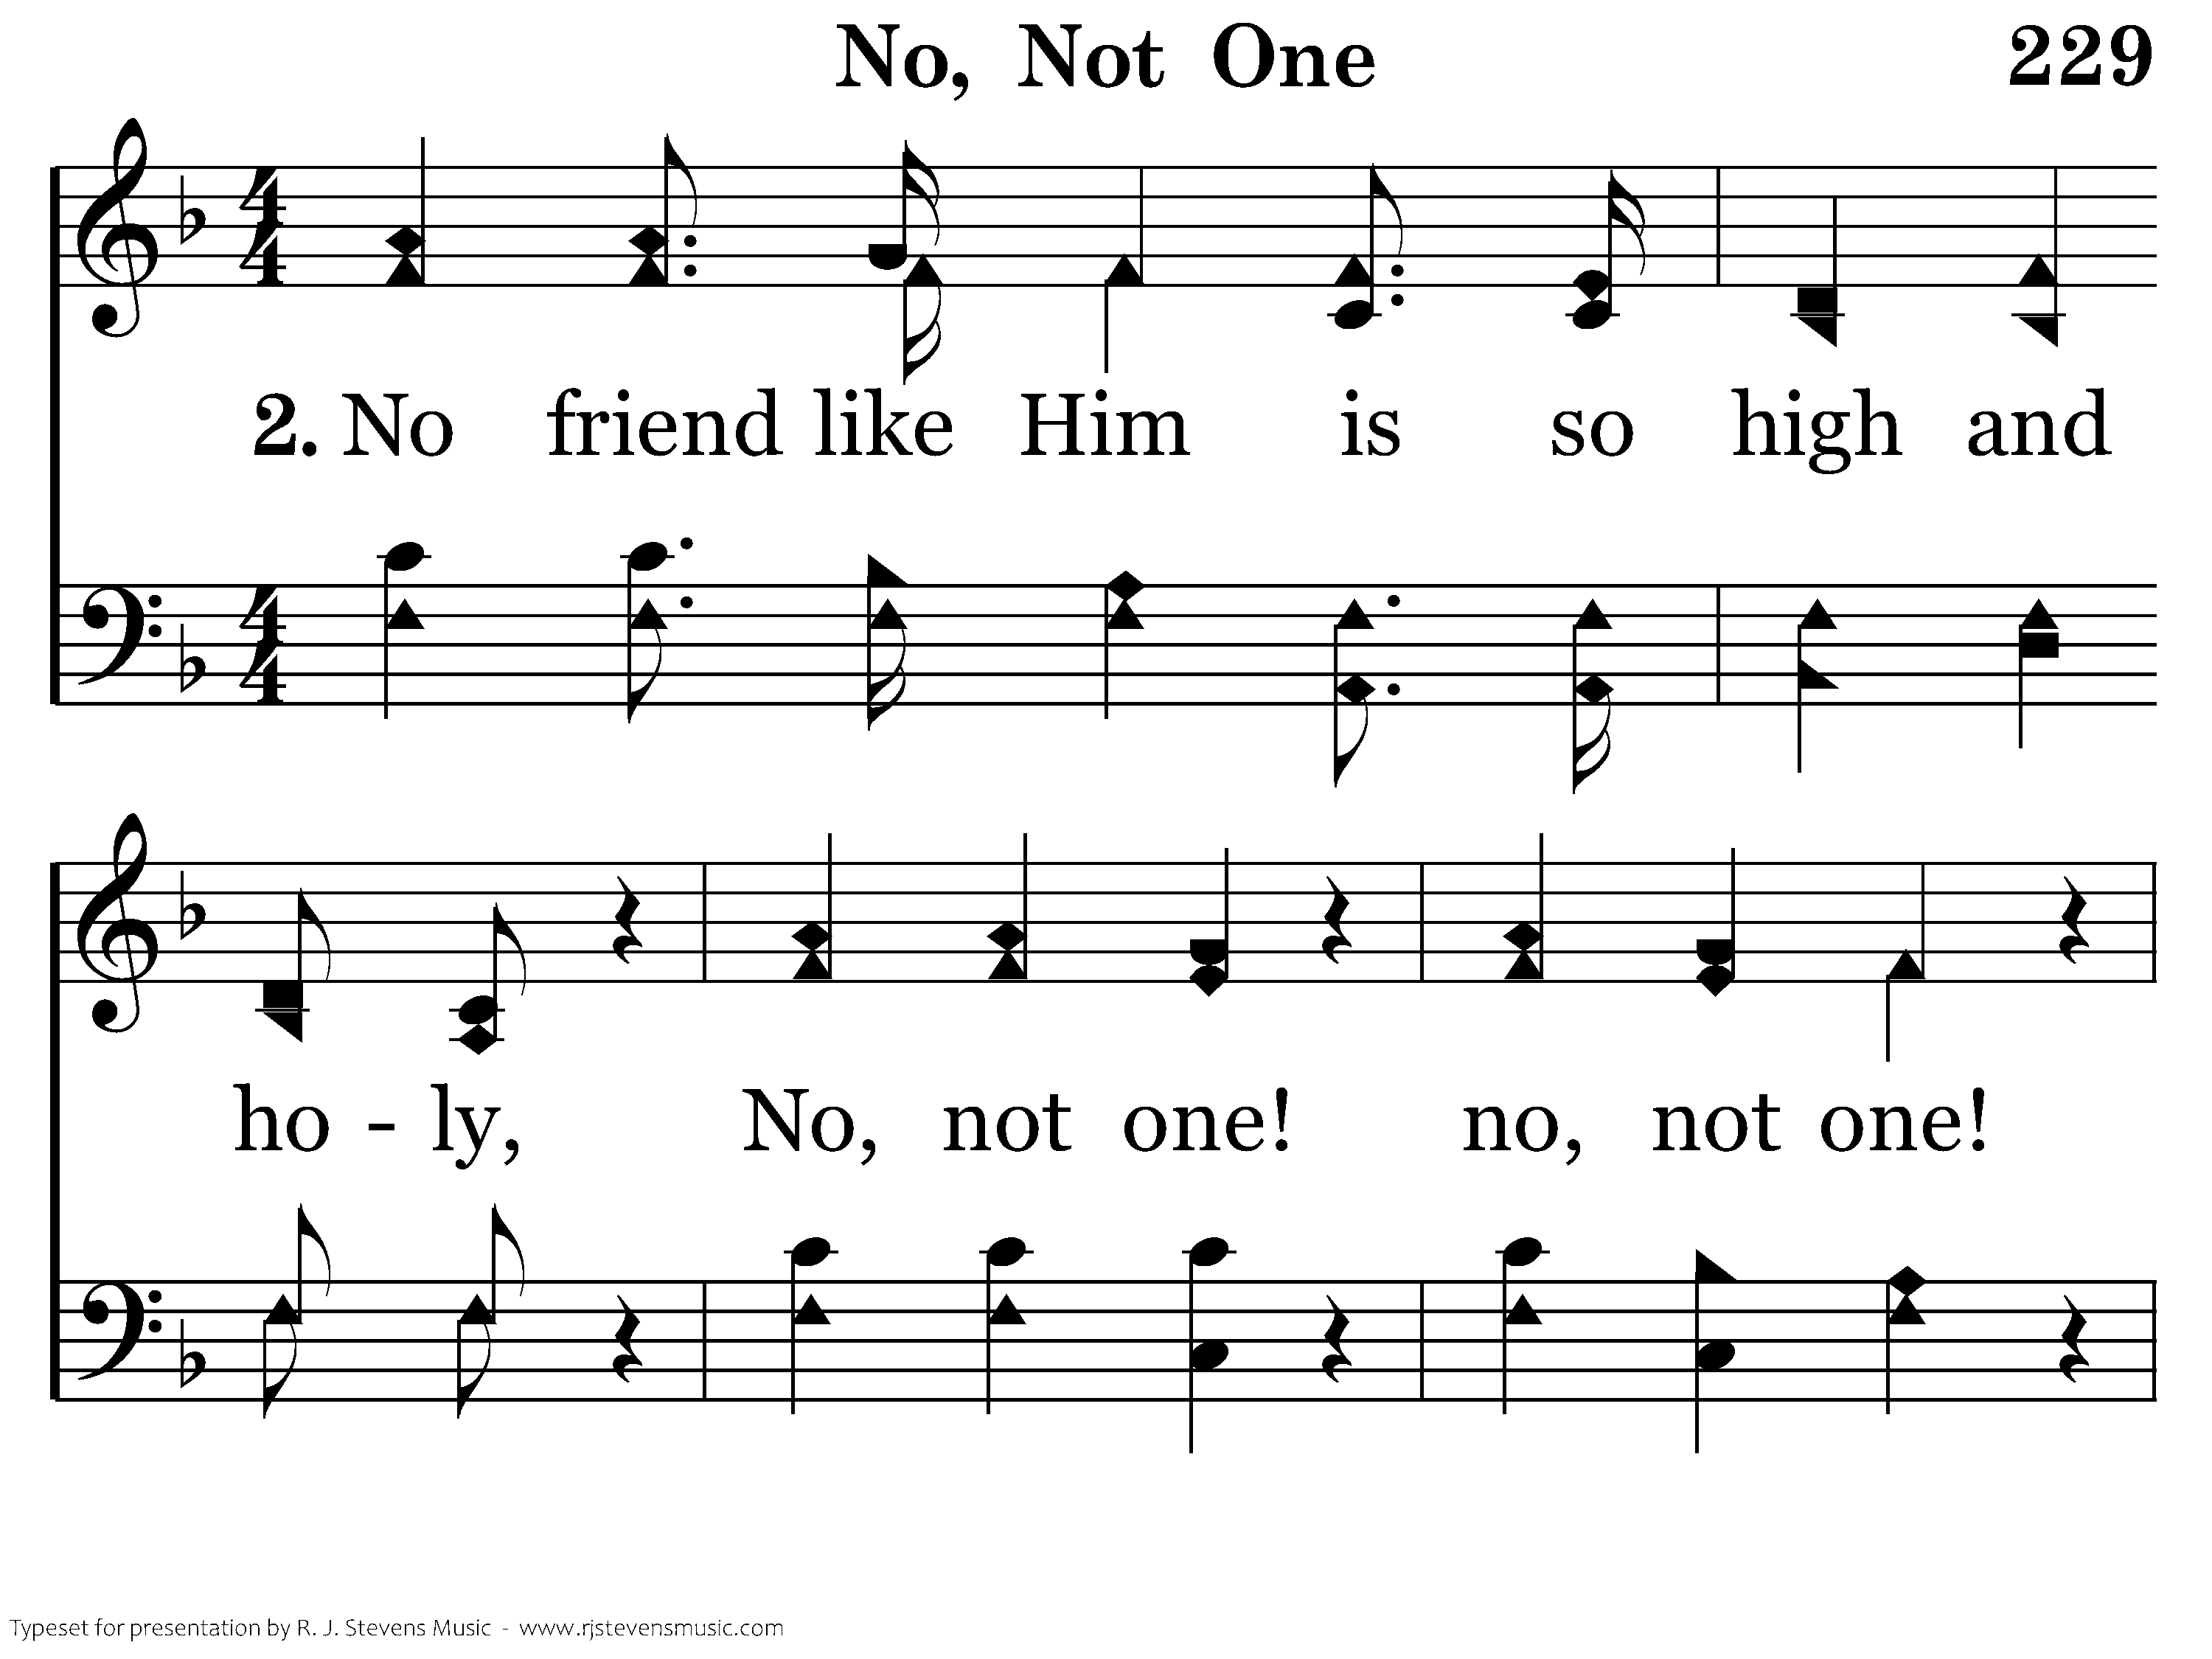 No, Not One 229
2. No friend like Him is so high and
ho - ly, No, not one! no, not one!
Typeset for presentation by R. J. Stevens Music - www.rjstevensmusic.com